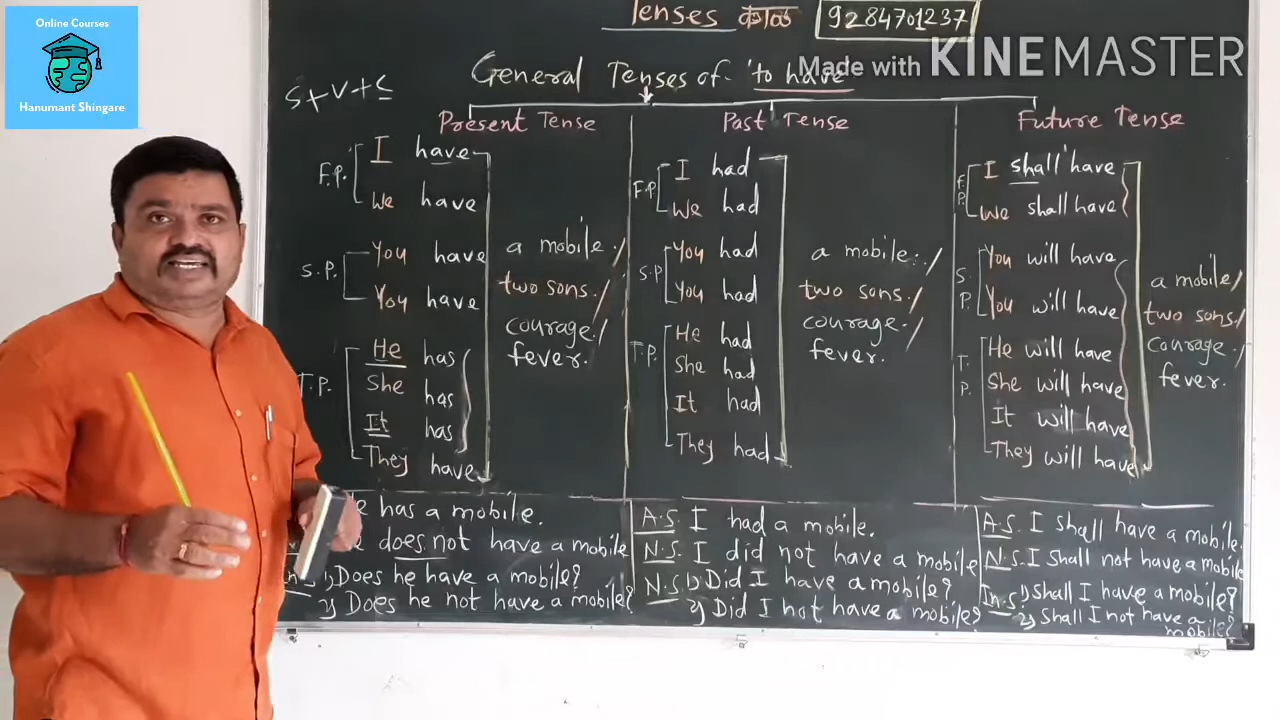 Online Courses
Hanumant Shingare
Tenses काळ
9284701237
Made with KINEMASTER
General Tenses of 'to have'
S+V+C
Present Tense
F.P.
I have
We have
S.P.
You have
You have
T.P.
He has
She has
It has
They have
a mobile./
two sons./
courage./
fever.
Past Tense
F.P
I had
We had
S.P
You had
You had
T.P.
He had
She had
It had
They had
a mobile./
two sons./
courage./
fever.
Future Tense
F.P.
I shall have
We shall have
S.P.
You will have
You will have
T.P.
He will have
She will have
It will have
They will have
a mobile/
two sons./
courage./
fever.
has a mobile.
does not have a mobile
In.S 1) Does he have a mobile?
2) Does he not have a mobile?
A.S. I had a mobile.
N.S. I did not have a mobile
N.S. 1) Did I have a mobile?
2) Did I not have a mobile?
A.S. I shall have a mobile.
N.S. I shall not have a mobile
In.S. 1) Shall I have a mobile?
2) Shall I not have a
mobile?